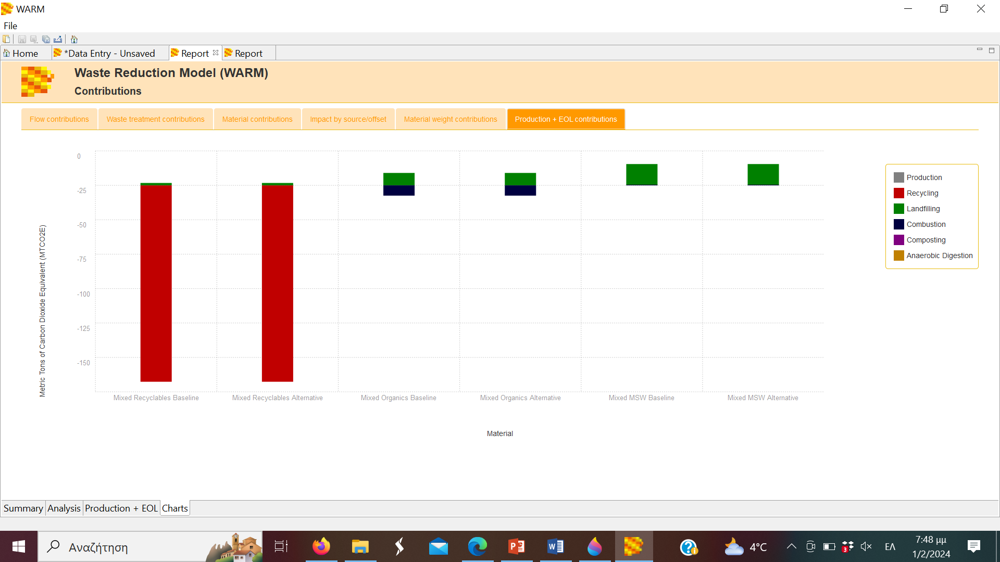 WARM
File
Home
*Data Entry - Unsaved
Report
Report
Waste Reduction Model (WARM)
Contributions
Flow contributions
Waste treatment contributions
Material contributions
Impact by source/offset
Material weight contributions
Production + EOL contributions
Metric Tons of Carbon Dioxide Equivalent (MTCO2E)
0
-25
-50
-75
-100
-125
-150
Mixed Recyclables Baseline
Mixed Recyclables Alternative
Mixed Organics Baseline
Mixed Organics Alternative
Mixed MSW Baseline
Mixed MSW Alternative
Material
Production
Recycling
Landfilling
Combustion
Composting
Anaerobic Digestion
Summary
Analysis
Production + EOL
Charts
Αναζήτηση
4°C
3
ΕΛ
7:48 μμ
1/2/2024